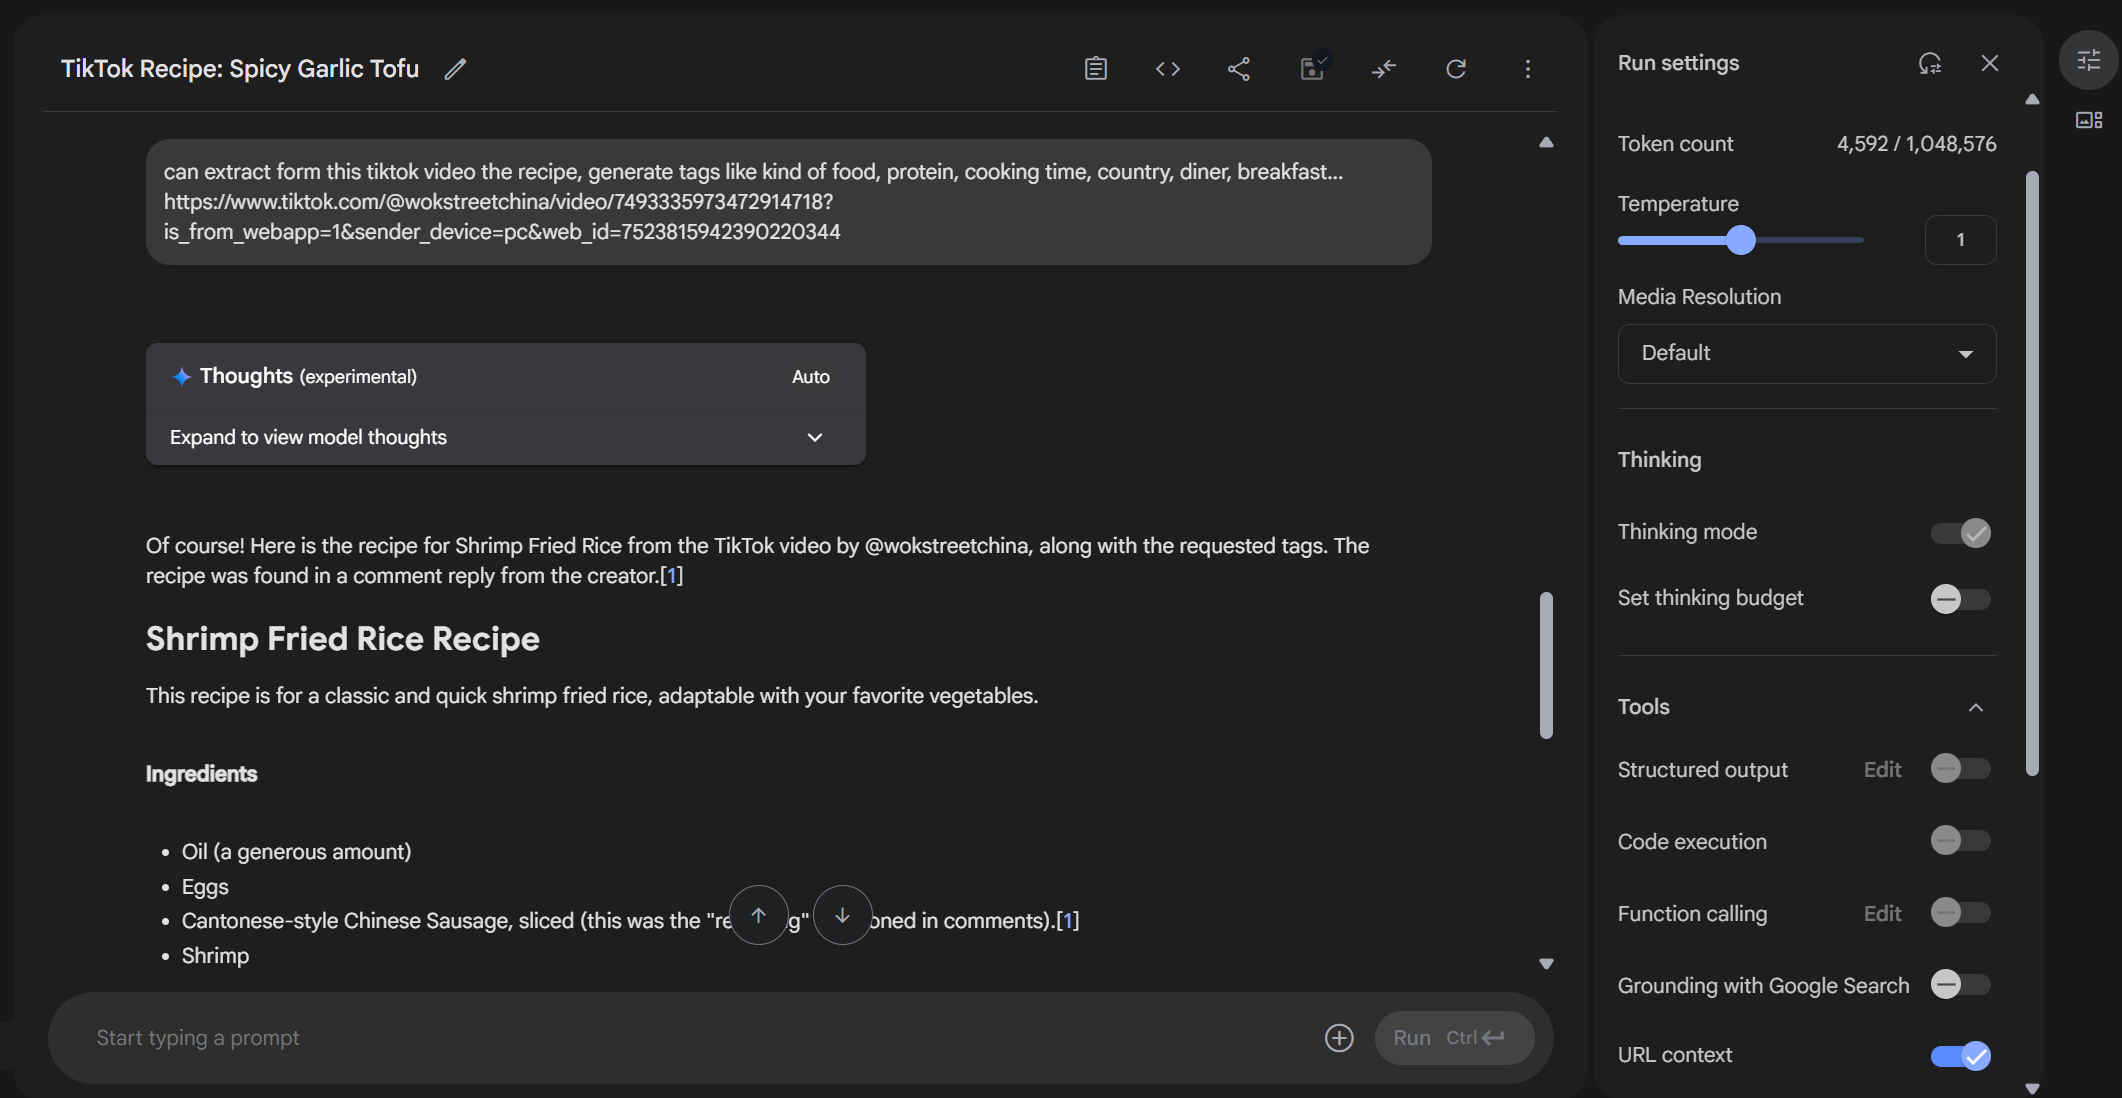 TikTok Recipe: Spicy Garlic Tofu
can extract form this tiktok video the recipe, generate tags like kind of food, protein, cooking time, country, diner, breakfast...
https://www.tiktok.com/@wokstreetchina/video/7493335973472914718?
is_from_webapp=1&sender_device=pc&web_id=7523815942390220344
Thoughts (experimental)
Auto
Expand to view model thoughts
Of course! Here is the recipe for Shrimp Fried Rice from the TikTok video by @wokstreetchina, along with the requested tags. The
recipe was found in a comment reply from the creator.[1]
Shrimp Fried Rice Recipe
This recipe is for a classic and quick shrimp fried rice, adaptable with your favorite vegetables.
Ingredients
• Oil (a generous amount)
• Eggs
• Cantonese-style Chinese Sausage, sliced (this was the in comments).[1]
• Shrimp
Start typing a prompt
Run Ctrl
Run settings
Token count 4,592 / 1,048,576
Temperature
1
Media Resolution
Default
Thinking
Thinking mode
Set thinking budget
Tools
Structured output Edit
Code execution
Function calling Edit
Grounding with Google Search
URL context